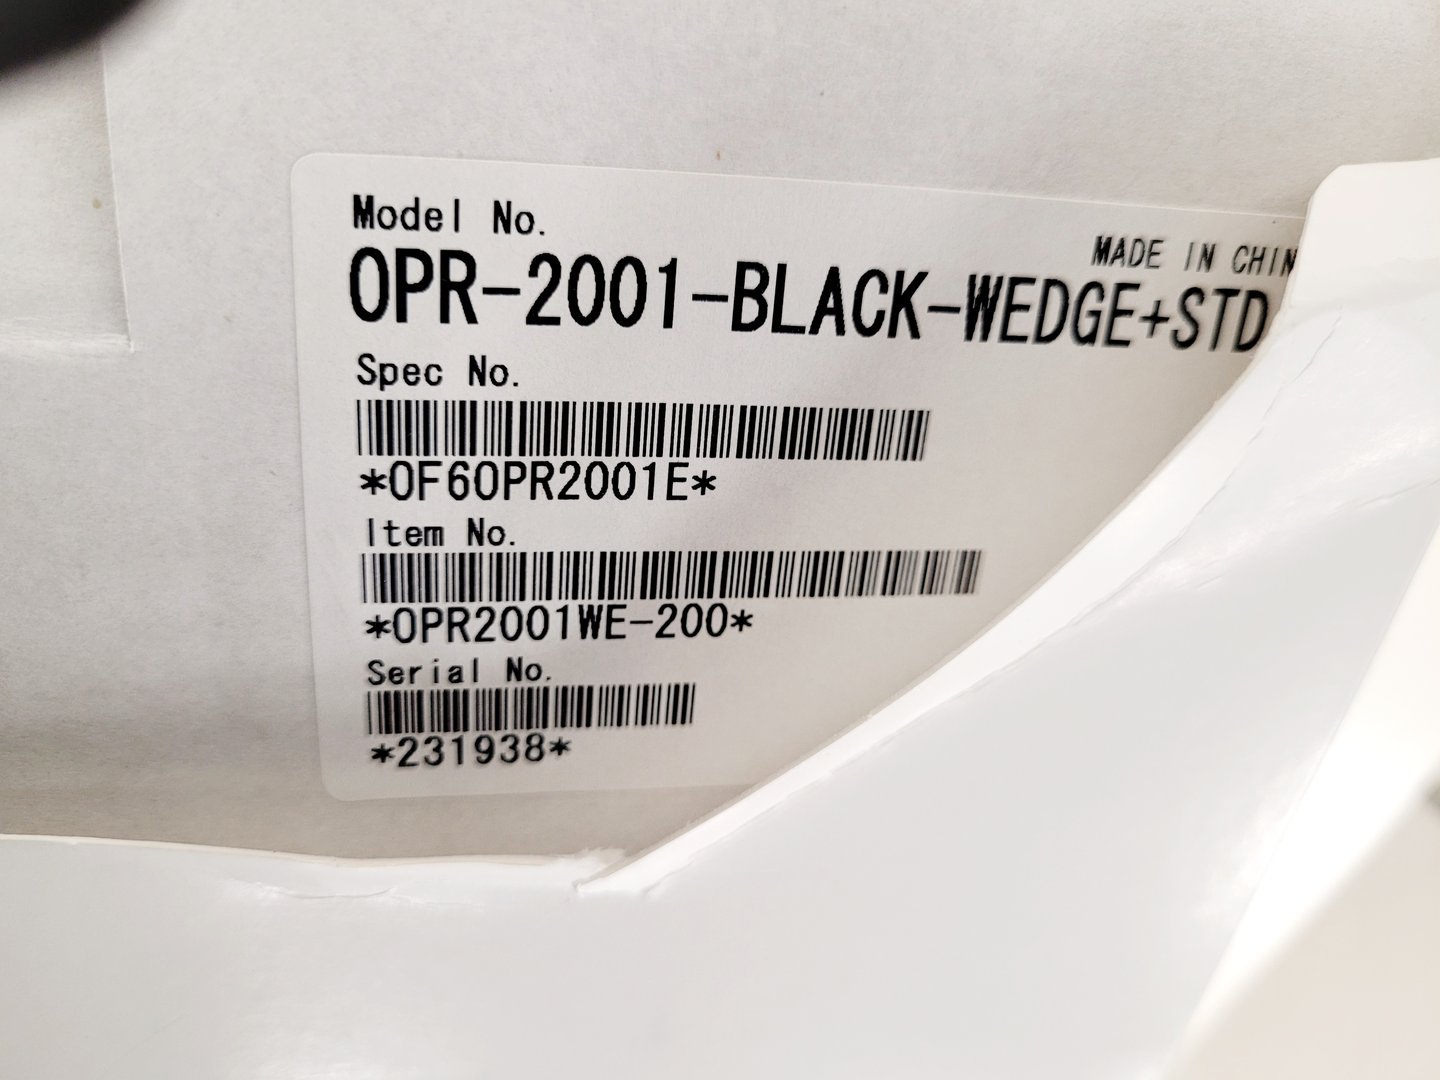 Model No.
MADE IN CHIN
OPR-2001-BLACK-WEDGE+STD
Spec No.
*OF60PR2001E*
Item No.
*OPR2001WE-200*
Serial No.
*231938*